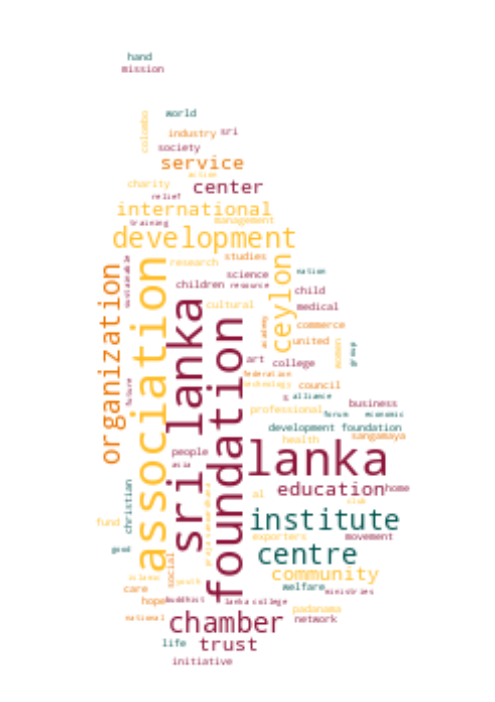 hand
mission
colombo
world
industry
sri
society
service
active
charity
center
relief
international
training
management
development
research
studies
sustainable
science
nation
children
resource
child
organization
association
sri lanka
foundation
ceylon
cultural
medical
academy
commerce
united
women
group
art
college
federation
technology
council
future
s
alliance
professional
business
forum
economic
development foundation
sangamaya
health
people
asia
lanka
christian
al
education
home
club
fund
institute
exporters
movement
good
centre
social
islamic
youth
community
care
welfare
ministries
hope
buddhist
lanka college
padanama
national
chamber
network
life
trust
initiative